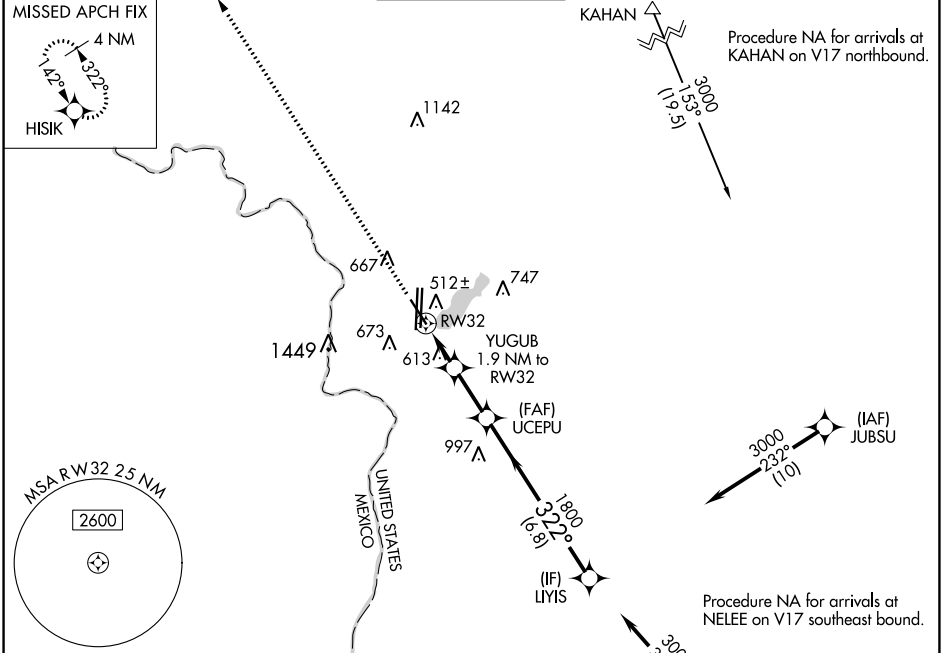 MISSED APCH FIX
4 NM
142°
322°
HISIK
KAHAN
Procedure NA for arrivals at
KAHAN on V17 northbound.
3000
153°
(19.5)
1142
667
512±
747
RW32
673
1449
613
YUGUB
1.9 NM to
RW32
(FAF)
UCEPU
997
(IAF)
JUBSU
3000
232°
(10)
MSA RW32 25 NM
2600
UNITED STATES
MEXICO
1800
322°
(6.8)
(IF)
LIYIS
Procedure NA for arrivals at
NELEE on V17 southeast bound.